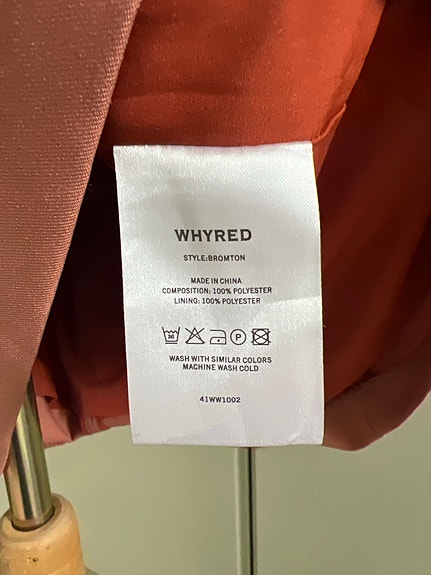 WHYRED
STYLE:BROMTON
MADE IN CHINA
COMPOSITION: 100% POLYESTER
LINING: 100% POLYESTER
30 P
WASH WITH SIMILAR COLORS
MACHINE WASH COLD
41WW1002